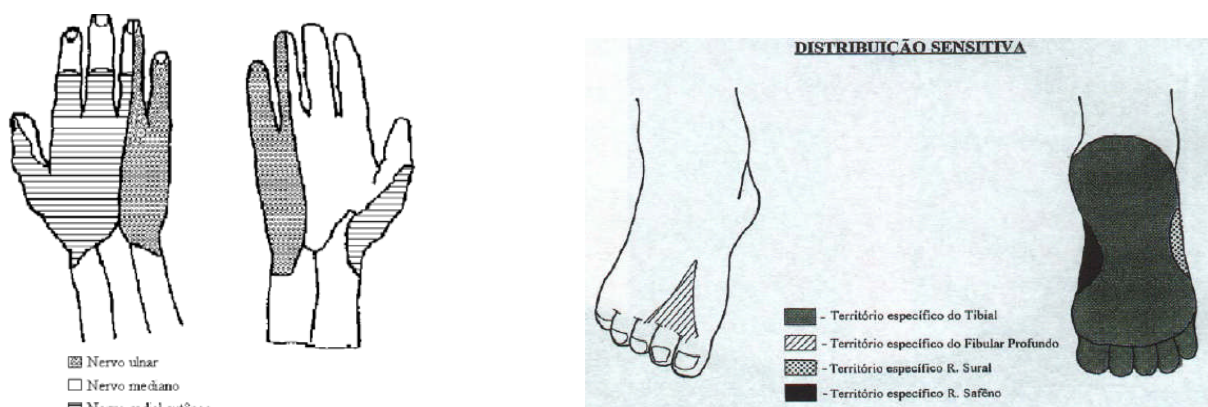 DISTRIBUIÇÃO SENSITIVA
Nervo ulnar
Nervo mediano
- Território específico do Tibial
- Território específico do Fibular Profundo
- Território específico R. Sural
- Território específico R. Safêno